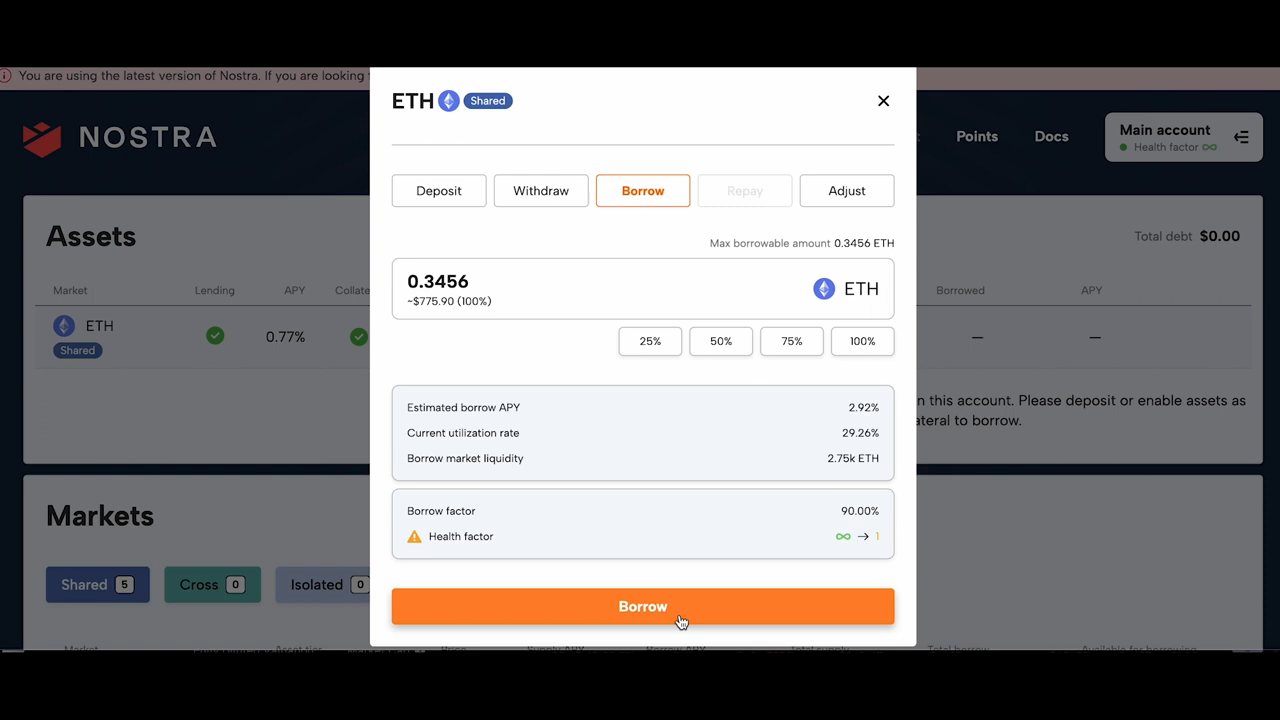 You are using the latest version of Nostra. If you are looking
NOSTRA
Points
Docs
Main account
Health factor ∞
Assets
Total debt $0.00
Market
Lending
APY
Borrowed
APY
ETH
Shared
0.77%
—
—
n this account. Please deposit or enable assets as
ateral to borrow.
Markets
Shared 5
Cross 0
Isolated 0
ETH Shared
Deposit
Withdraw
Borrow
Repay
Adjust
Max borrowable amount 0.3456 ETH
0.3456
~$775.90 (100%)
ETH
25%
50%
75%
100%
Estimated borrow APY 2.92%
Current utilization rate 29.26%
Borrow market liquidity 2.75k ETH
Borrow factor 90.00%
Health factor ∞ → 1
Borrow